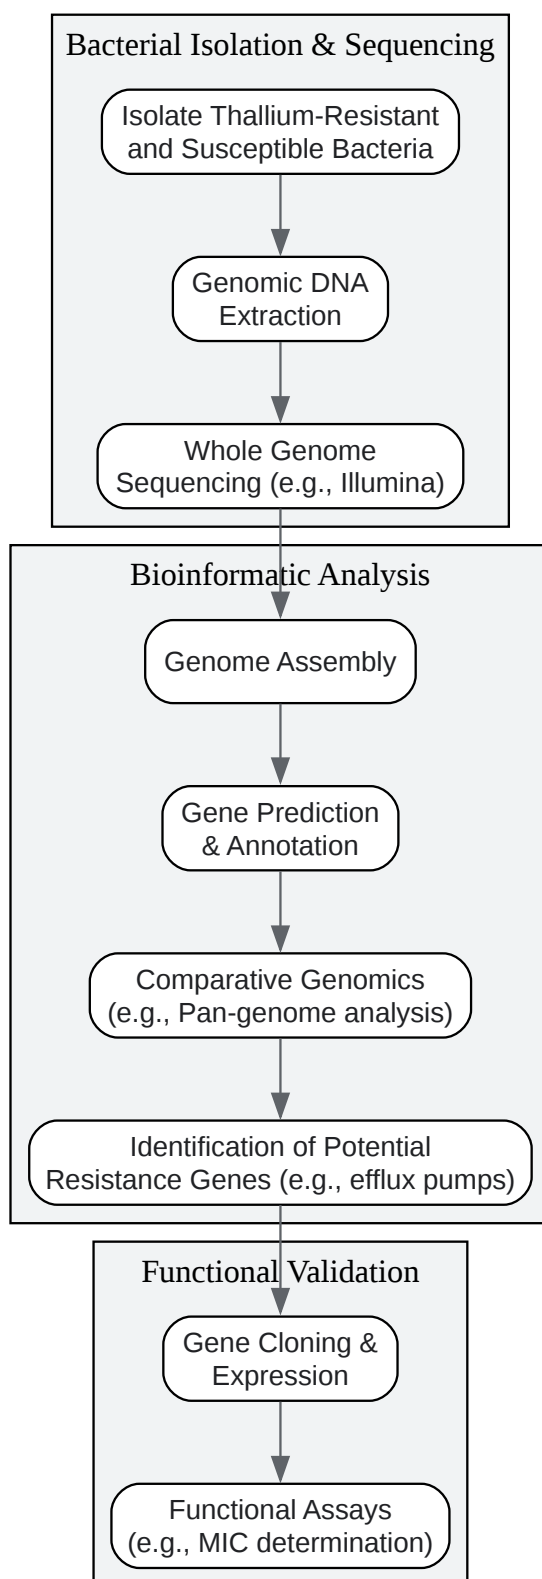 Bacterial Isolation & Sequencing
Isolate Thallium-Resistant
and Susceptible Bacteria
Genomic DNA
Extraction
Whole Genome
Sequencing (e.g., Illumina)
Bioinformatic Analysis
Genome Assembly
Gene Prediction
& Annotation
Comparative Genomics
(e.g., Pan-genome analysis)
Identification of Potential
Resistance Genes (e.g., efflux pumps)
Functional Validation
Gene Cloning &
Expression
Functional Assays
(e.g., MIC determination)